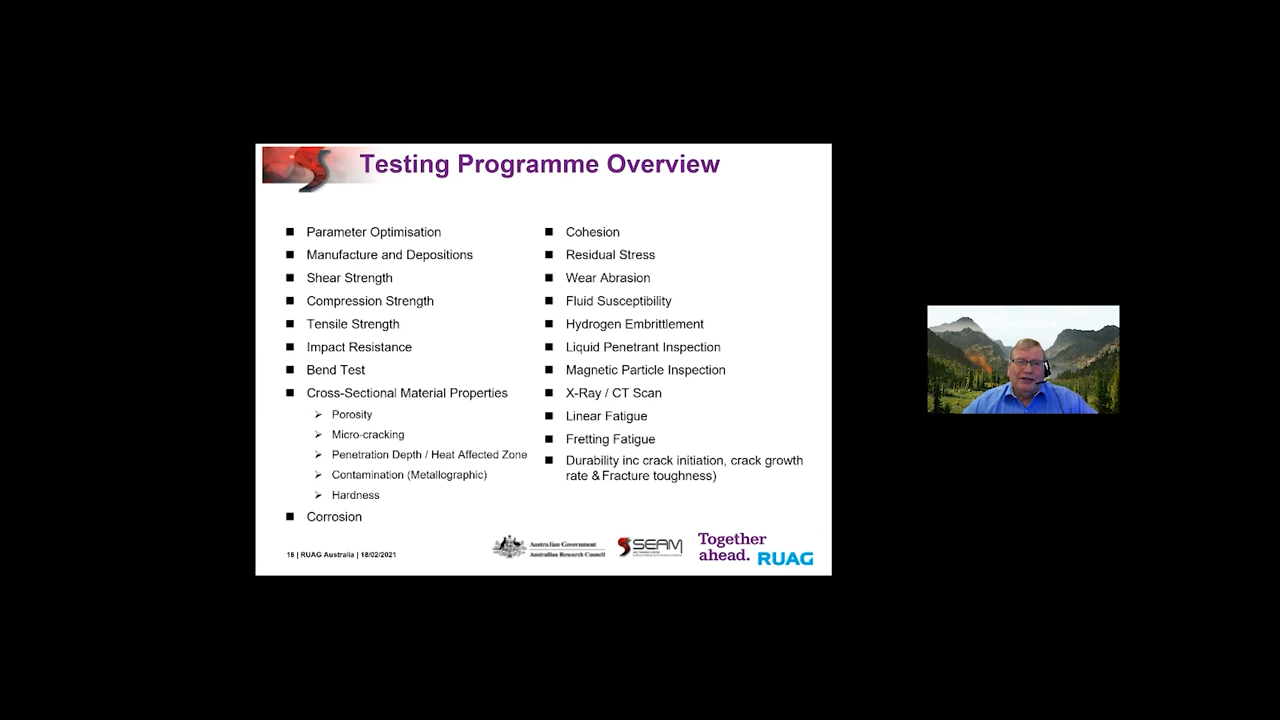 Testing Programme Overview
Parameter Optimisation
Manufacture and Depositions
Shear Strength
Compression Strength
Tensile Strength
Impact Resistance
Bend Test
Cross-Sectional Material Properties
Porosity
Micro-cracking
Penetration Depth / Heat Affected Zone
Contamination (Metallographic)
Hardness
Corrosion
Cohesion
Residual Stress
Wear Abrasion
Fluid Susceptibility
Hydrogen Embrittlement
Liquid Penetrant Inspection
Magnetic Particle Inspection
X-Ray / CT Scan
Linear Fatigue
Fretting Fatigue
Durability inc crack initiation, crack growth
rate & Fracture toughness)
18 | RUAG Australia | 18/02/2021
Australian Government
Australian Research Council
SEAM
Together
ahead. RUAG